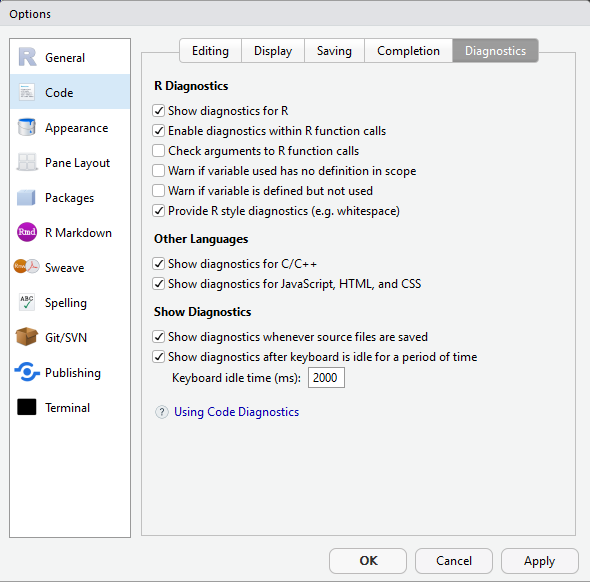 Options
General
Code
Appearance
Pane Layout
Packages
Rmd R Markdown
Rnw Sweave
ABC Spelling
Git/SVN
Publishing
Terminal
Editing Display Saving Completion Diagnostics
R Diagnostics
Show diagnostics for R
Enable diagnostics within R function calls
Check arguments to R function calls
Warn if variable used has no definition in scope
Warn if variable is defined but not used
Provide R style diagnostics (e.g. whitespace)
Other Languages
Show diagnostics for C/C++
Show diagnostics for JavaScript, HTML, and CSS
Show Diagnostics
Show diagnostics whenever source files are saved
Show diagnostics after keyboard is idle for a period of time
Keyboard idle time (ms): 2000
? Using Code Diagnostics
OK Cancel Apply